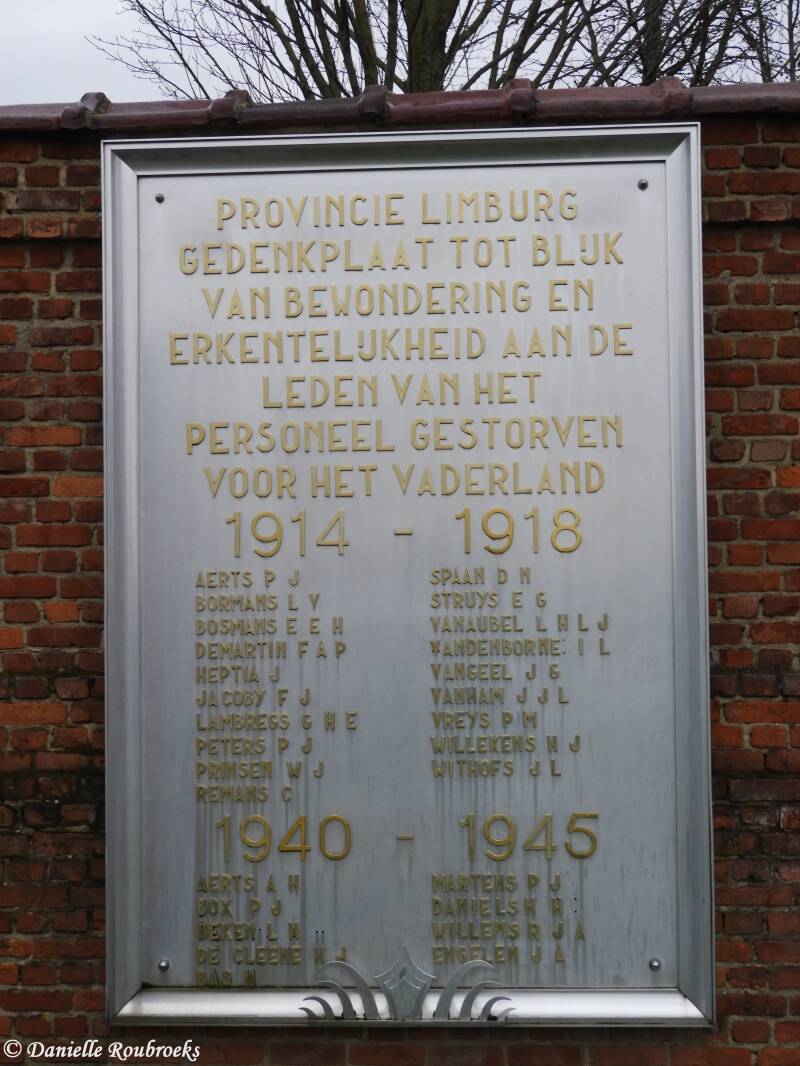 PROVINCIE LIMBURG
GEDENKPLAAT TOT BLIJK
VAN BEWONDERING EN
ERKENTELIJKHEID AAN DE
LEDEN VAN HET
PERSONEEL GESTORVEN
VOOR HET VADERLAND
1914 - 1918
AERTS P J
BORMANS L V
BOSMANS E E H
DEMARTIN F A P
HEPTIA J
JACOBY F J
LAMBREGS G H E
PETERS P J
PRINSEN W J
REMANS C
SPAAN D N
STRUYS E G
VANAUBEL L H L J
VANDENBORNE I L
VANGEEL J G
VANHAM J J L
VREYS P M
WILLEKENS H J
WITHOFS J L
1940 - 1945
AERTS A H
BOX P J
BEKEN L N
DE CLEENE H J
BAS H
MARTENS P J
DANIELS H H
WILLEMS R J A
ENGELEN J A
© Danielle Roubroeks